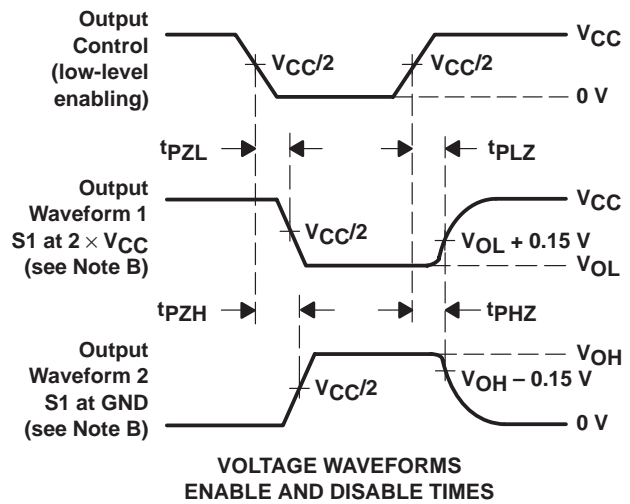 Output
Control
(low-level
enabling)
VCC
VCC/2
VCC/2
0 V
tPZL
tPLZ
Output
Waveform 1
S1 at 2 × VCC
(see Note B)
VCC
VCC/2
VOL + 0.15 V
VOL
tPZH
tPHZ
Output
Waveform 2
S1 at GND
(see Note B)
VOH
VCC/2
VOH – 0.15 V
0 V
VOLTAGE WAVEFORMS
ENABLE AND DISABLE TIMES